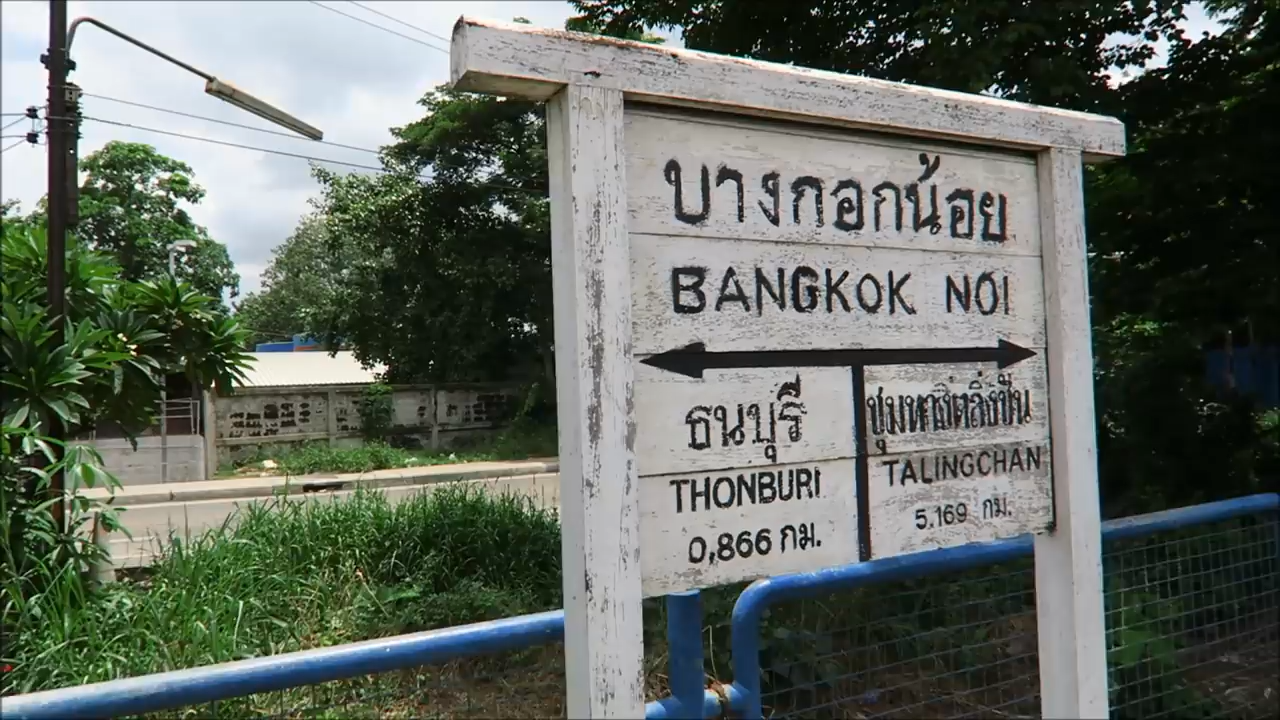 บางกอกน้อย
BANGKOK NOI
ธนบุรี
THONBURI
0,866 กม.
ชุมทางตลิ่งชัน
TALINGCHAN
5.169 กม.